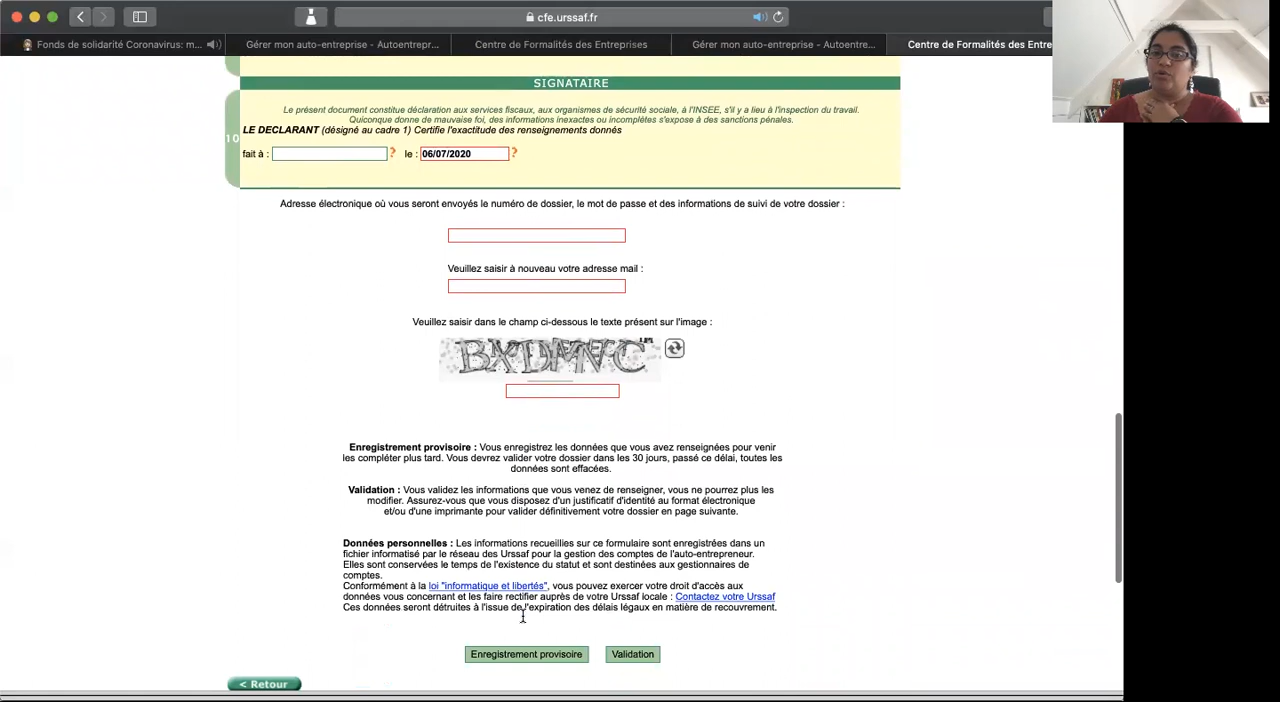 cfe.urssaf.fr
Fonds de solidarité Coronavirus: m...
Gérer mon auto-entreprise - Autoentrepr...
Centre de Formalités des Entreprises
Gérer mon auto-entreprise - Autoentre...
Centre de Formalités des Entre
SIGNATAIRE
Le présent document constitue déclaration aux services fiscaux, aux organismes de sécurité sociale, à l'INSEE, s'il y a lieu à l'inspection du travail.
Quiconque donne de mauvaise foi, des informations inexactes ou incomplètes s'expose à des sanctions pénales.
10
LE DECLARANT (désigné au cadre 1) Certifie l'exactitude des renseignements donnés
fait à : ? le : 06/07/2020 ?
Adresse électronique où vous seront envoyés le numéro de dossier, le mot de passe et des informations de suivi de votre dossier :
Veuillez saisir à nouveau votre adresse mail :
Veuillez saisir dans le champ ci-dessous le texte présent sur l'image :
Enregistrement provisoire : Vous enregistrez les données que vous avez renseignées pour venir
les compléter plus tard. Vous devrez valider votre dossier dans les 30 jours, passé ce délai, toutes les
données sont effacées.
Validation : Vous validez les informations que vous venez de renseigner, vous ne pourrez plus les
modifier. Assurez-vous que vous disposez d'un justificatif d'identité au format électronique
et/ou d'une imprimante pour valider définitivement votre dossier en page suivante.
Données personnelles : Les informations recueillies sur ce formulaire sont enregistrées dans un
fichier informatisé par le réseau des Urssaf pour la gestion des comptes de l'auto-entrepreneur.
Elles sont conservées le temps de l'existence du statut et sont destinées aux gestionnaires de
comptes.
Conformément à la loi "informatique et libertés", vous pouvez exercer votre droit d'accès aux
données vous concernant et les faire rectifier auprès de votre Urssaf locale : Contactez votre Urssaf
Ces données seront détruites à l'issue de l'expiration des délais légaux en matière de recouvrement.
Enregistrement provisoire
Validation
< Retour